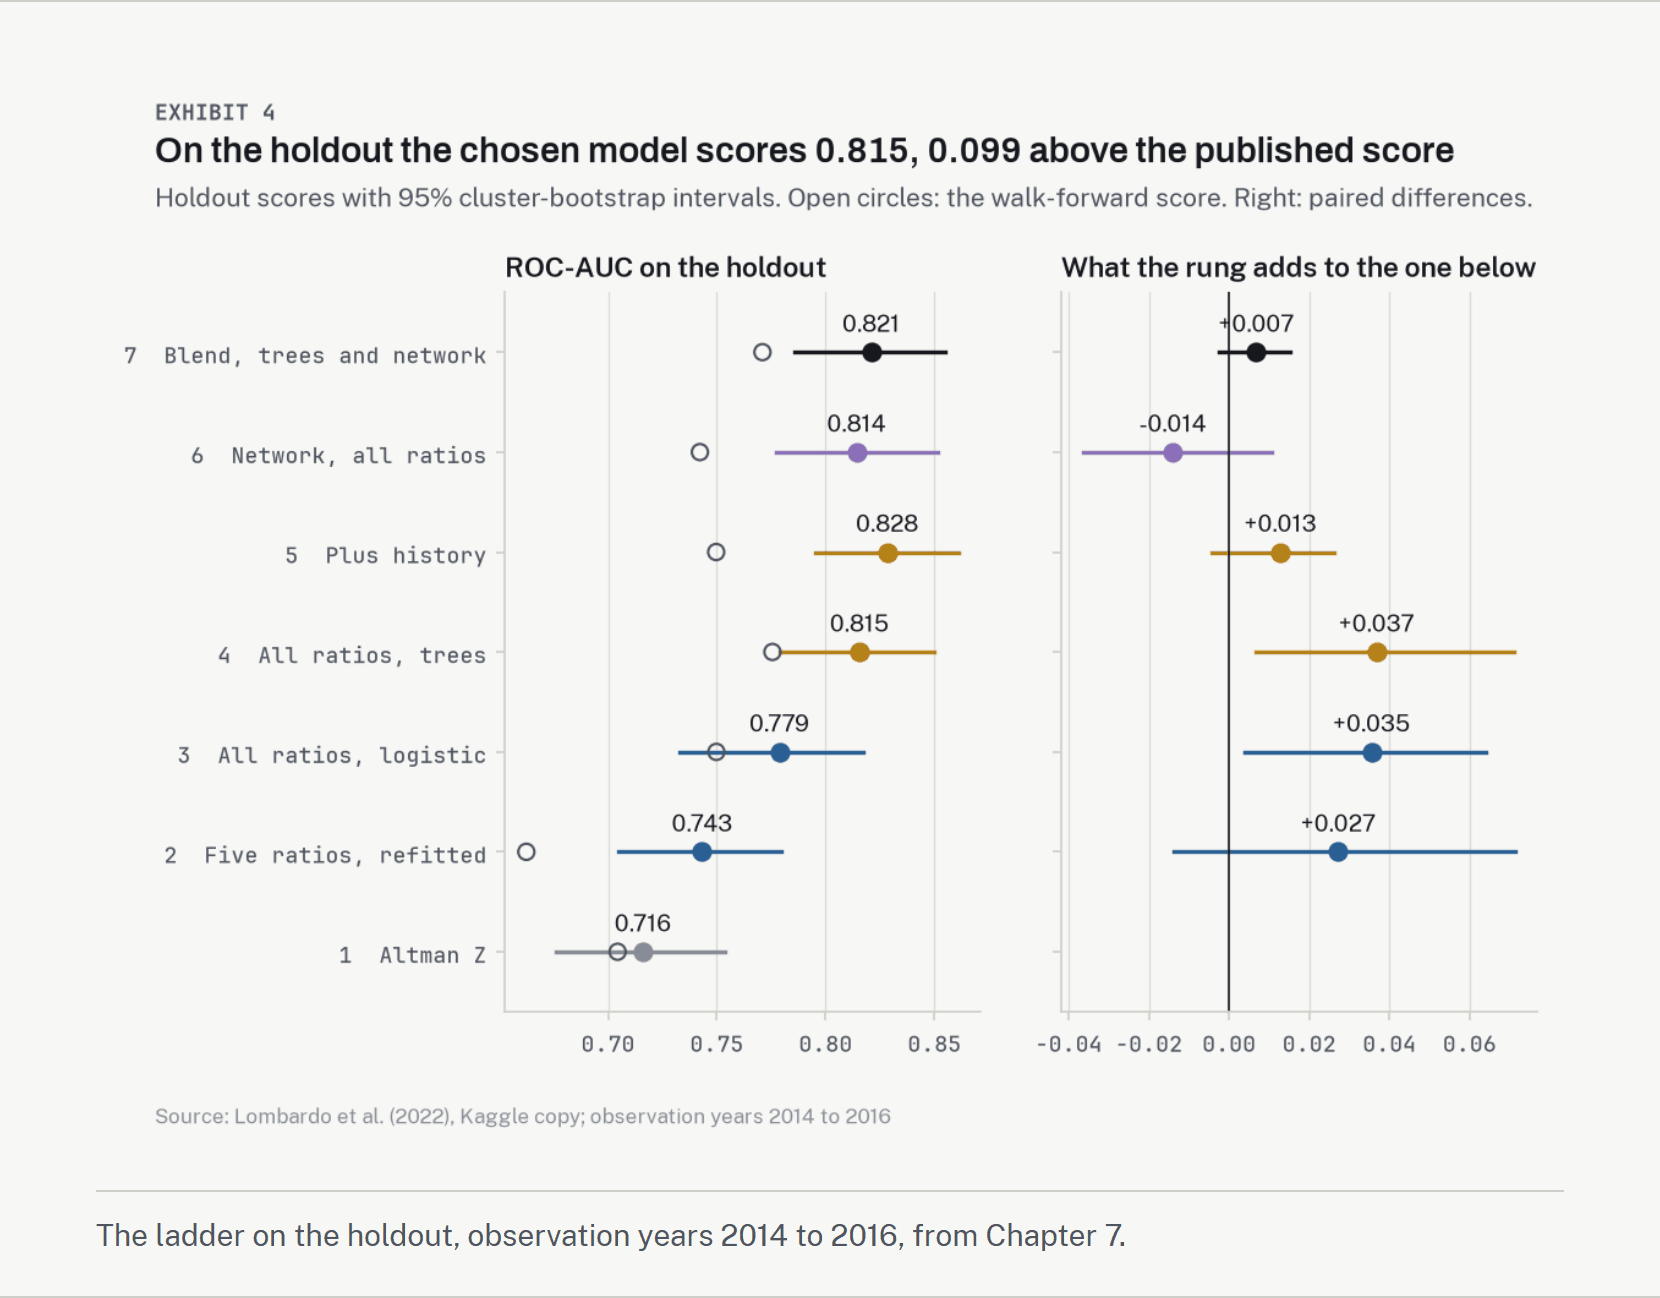 EXHIBIT 4
On the holdout the chosen model scores 0.815, 0.099 above the published score
Holdout scores with 95% cluster-bootstrap intervals. Open circles: the walk-forward score. Right: paired differences.
ROC-AUC on the holdout
What the rung adds to the one below
7 Blend, trees and network 0.821 +0.007
6 Network, all ratios 0.814 -0.014
5 Plus history 0.828 +0.013
4 All ratios, trees 0.815 +0.037
3 All ratios, logistic 0.779 +0.035
2 Five ratios, refitted 0.743 +0.027
1 Altman Z 0.716
0.70 0.75 0.80 0.85
-0.04 -0.02 0.00 0.02 0.04 0.06
Source: Lombardo et al. (2022), Kaggle copy; observation years 2014 to 2016
The ladder on the holdout, observation years 2014 to 2016, from Chapter 7.